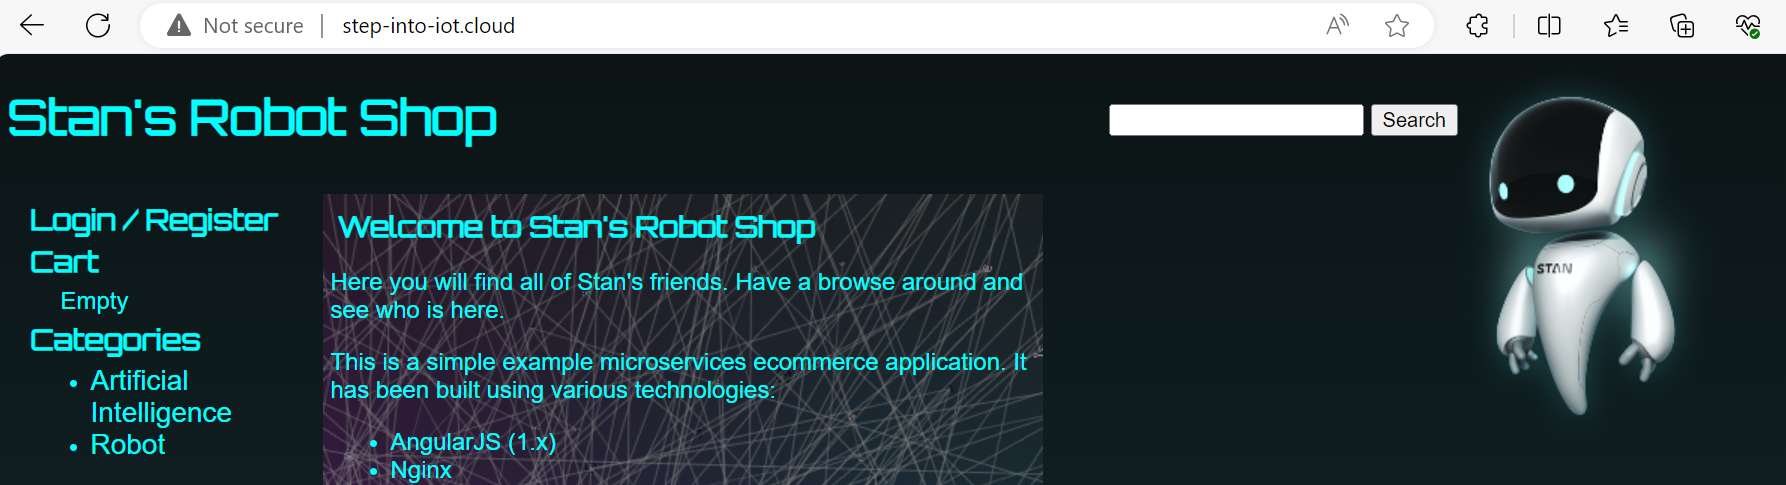 Not secure
step-into-iot.cloud
Stan's Robot Shop
Search
Login / Register
Cart
Empty
Categories
Artificial
Intelligence
Robot
Welcome to Stan's Robot Shop
Here you will find all of Stan's friends. Have a browse around and
see who is here.
This is a simple example microservices ecommerce application. It
has been built using various technologies:
AngularJS (1.x)
Nginx
STAN